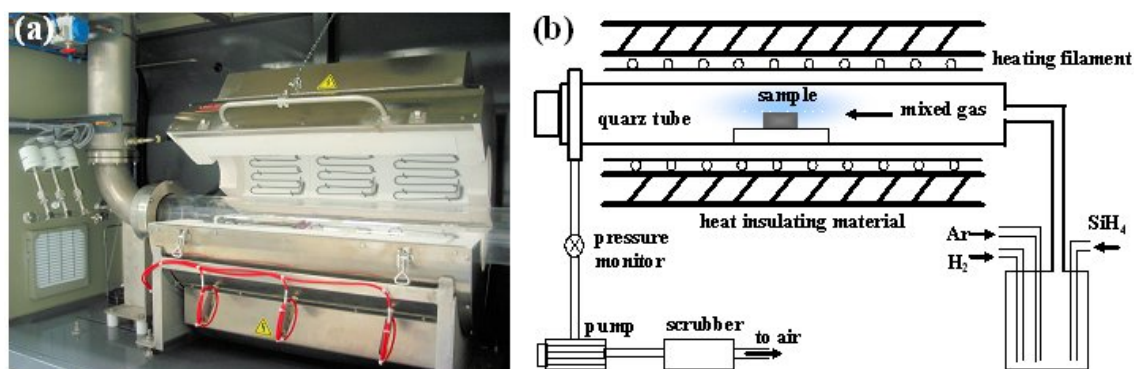 (a)
(b)
heating filament
sample
mixed gas
quarz tube
heat insulating material
pressure
monitor
Ar
H2
SiH4
pump
scrubber
to air